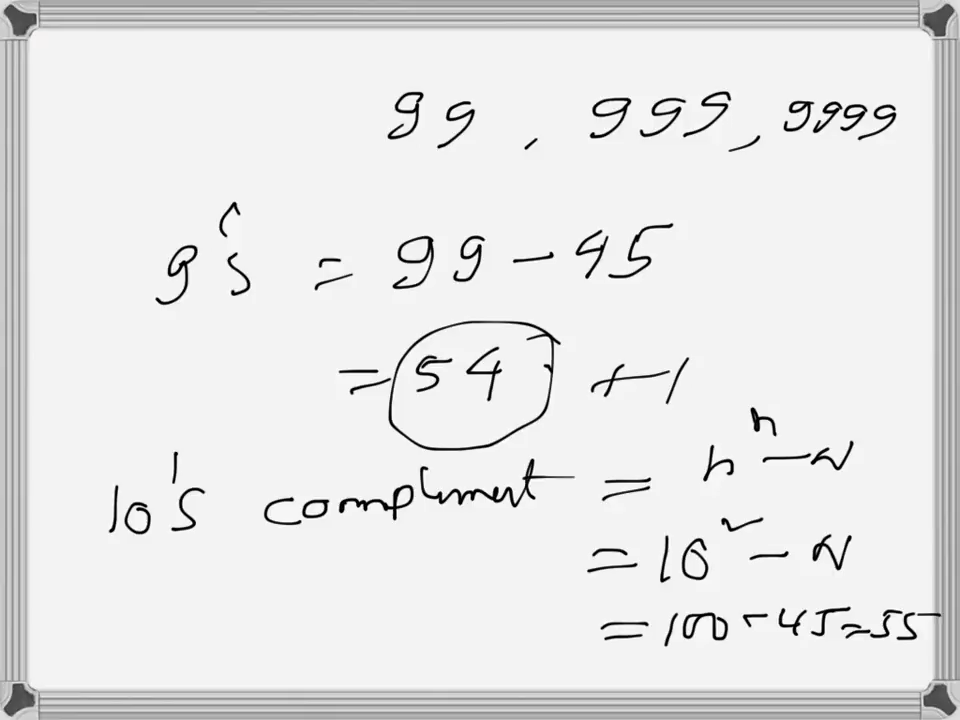 99, 999, 9999
9's = 99 - 45
= 54 + 1
10's compliment = r^n - N
= 10^2 - N
= 100 - 45 = 55